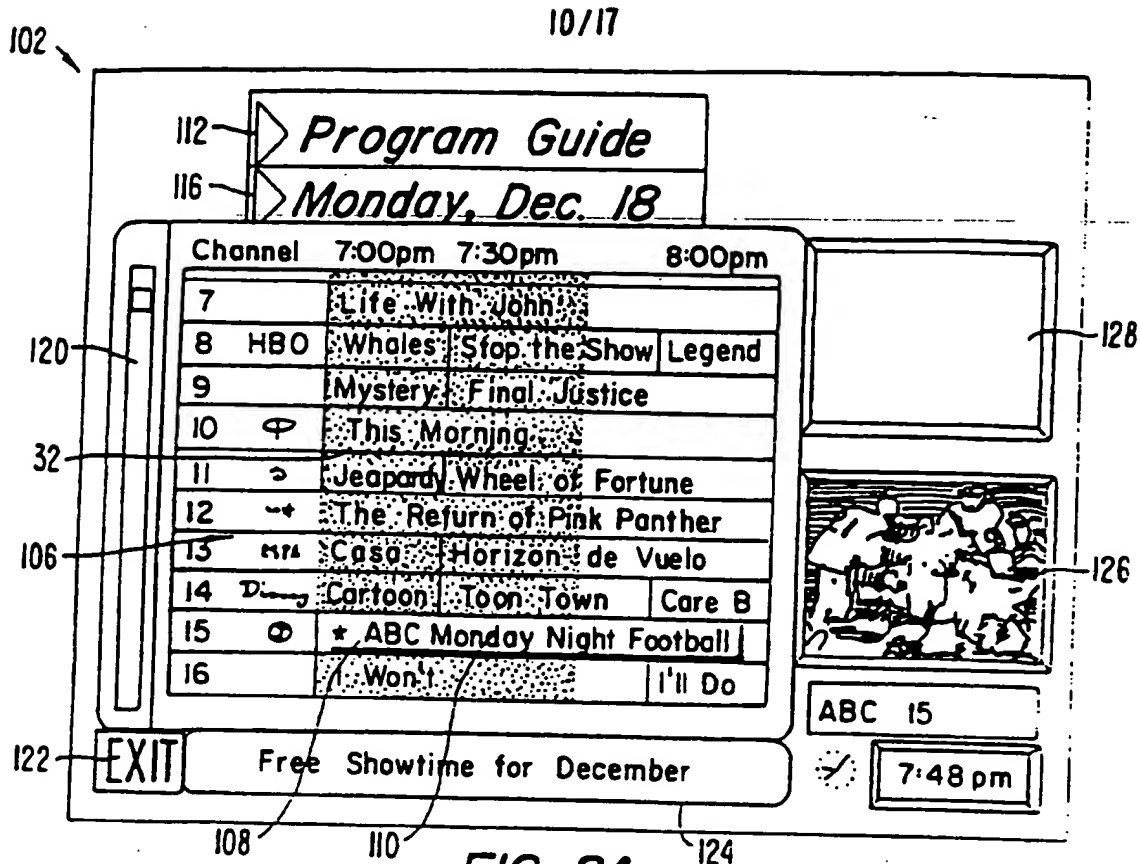 10/17
102
112
Program Guide
116
Monday, Dec. 18
Channel 7:00pm 7:30pm 8:00pm
7 Life With John
120
8 HBO Whales Stop the Show Legend
128
9 Mystery Final Justice
10 This Morning
32
11 Jeapardy Wheel of Fortune
12 The Return of Pink Panther
106
13 Casa Horizon de Vuelo
126
14 Disney Cartoon Toon Town Care B
15 * ABC Monday Night Football
16 I Won't I'll Do
ABC 15
122
EXIT
Free Showtime for December
7:48 pm
108
110
124